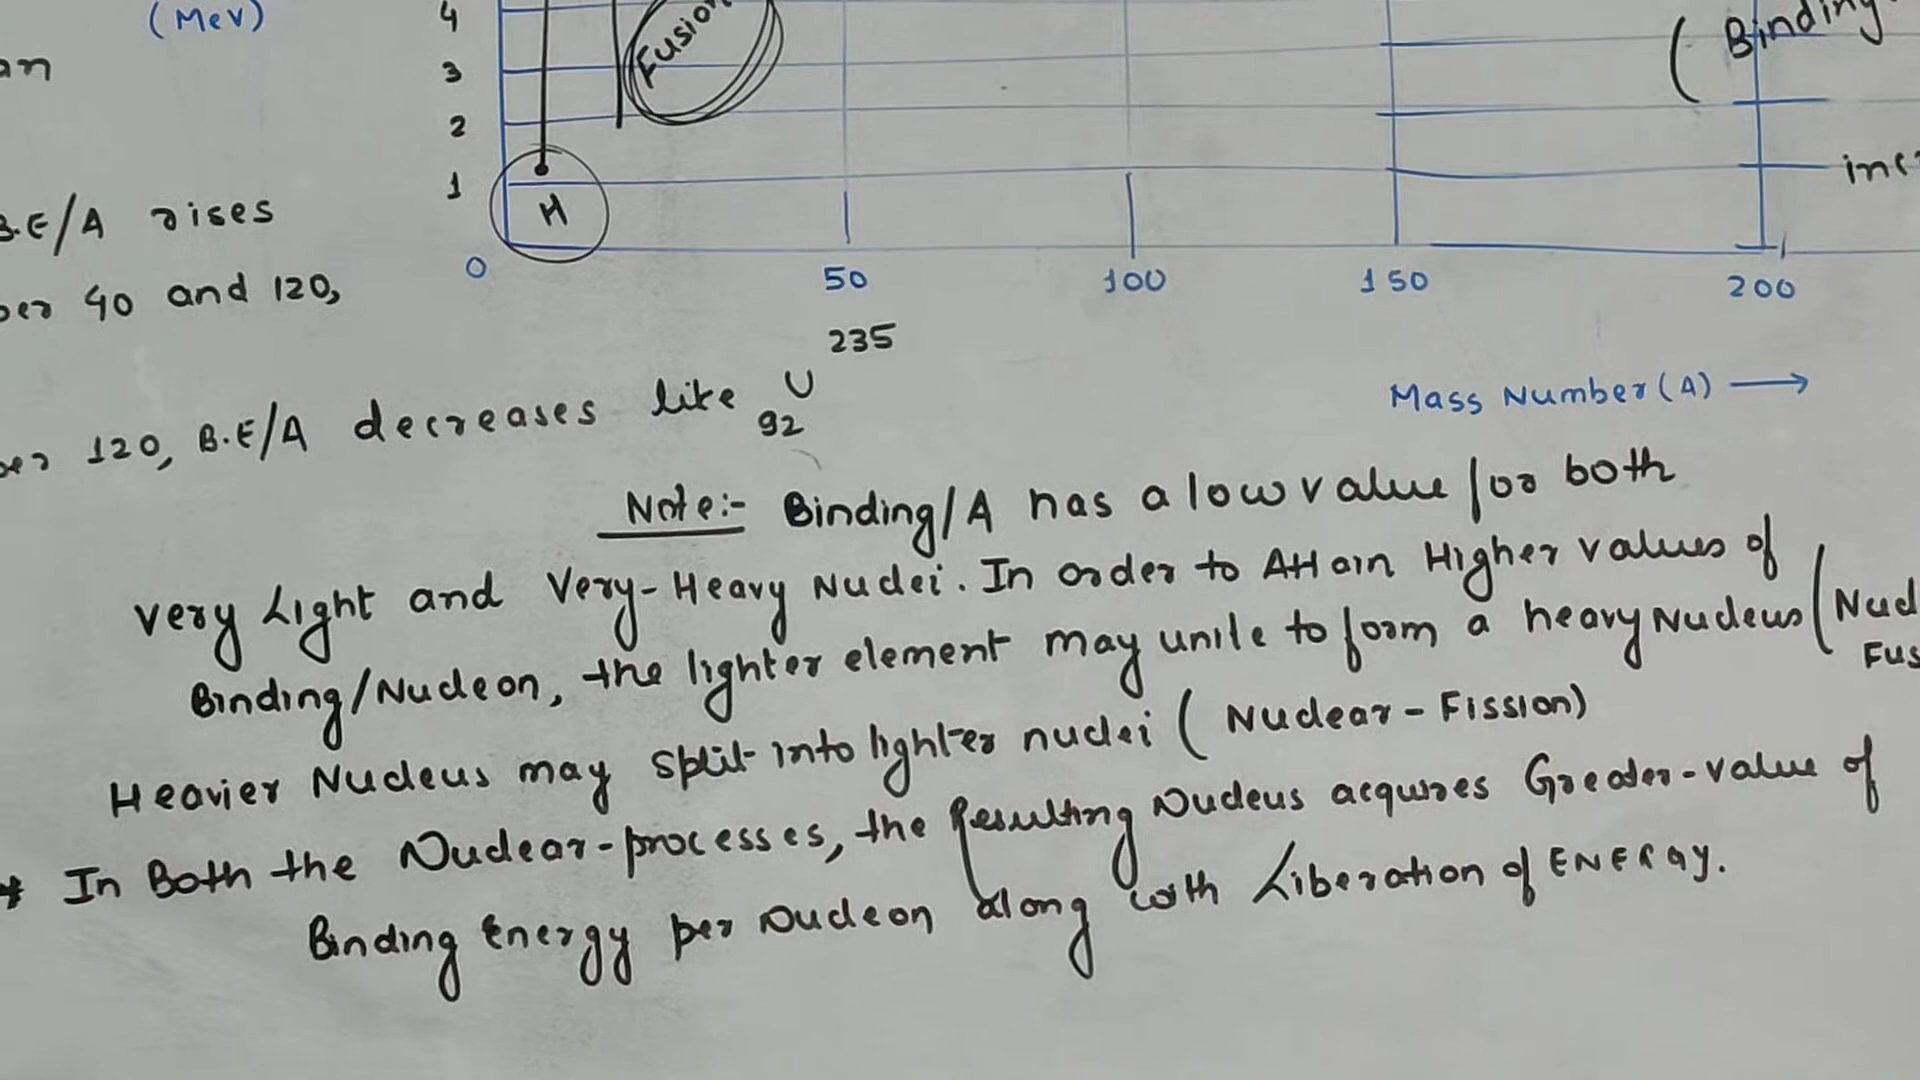 (MeV)
4
3
2
1
0
Fusion
H
50
100
150
200
Mass Number (A) →
(Binding
B.E/A rises
40 and 120,
120, B.E/A decreases like 92 U 235
Note:- Binding/A has a low value for both
very Light and Very-Heavy Nuclei. In order to Attain Higher values of
Binding/Nucleon, the lighter element may unite to form a heavy Nucleus (Nucl
Fus
Heavier Nucleus may split into lighter nuclei (Nuclear-Fission)
* In Both the Nuclear-processes, the Resulting Nucleus acquires Greater-value of
Binding Energy per Nucleon along with Liberation of ENERGY.